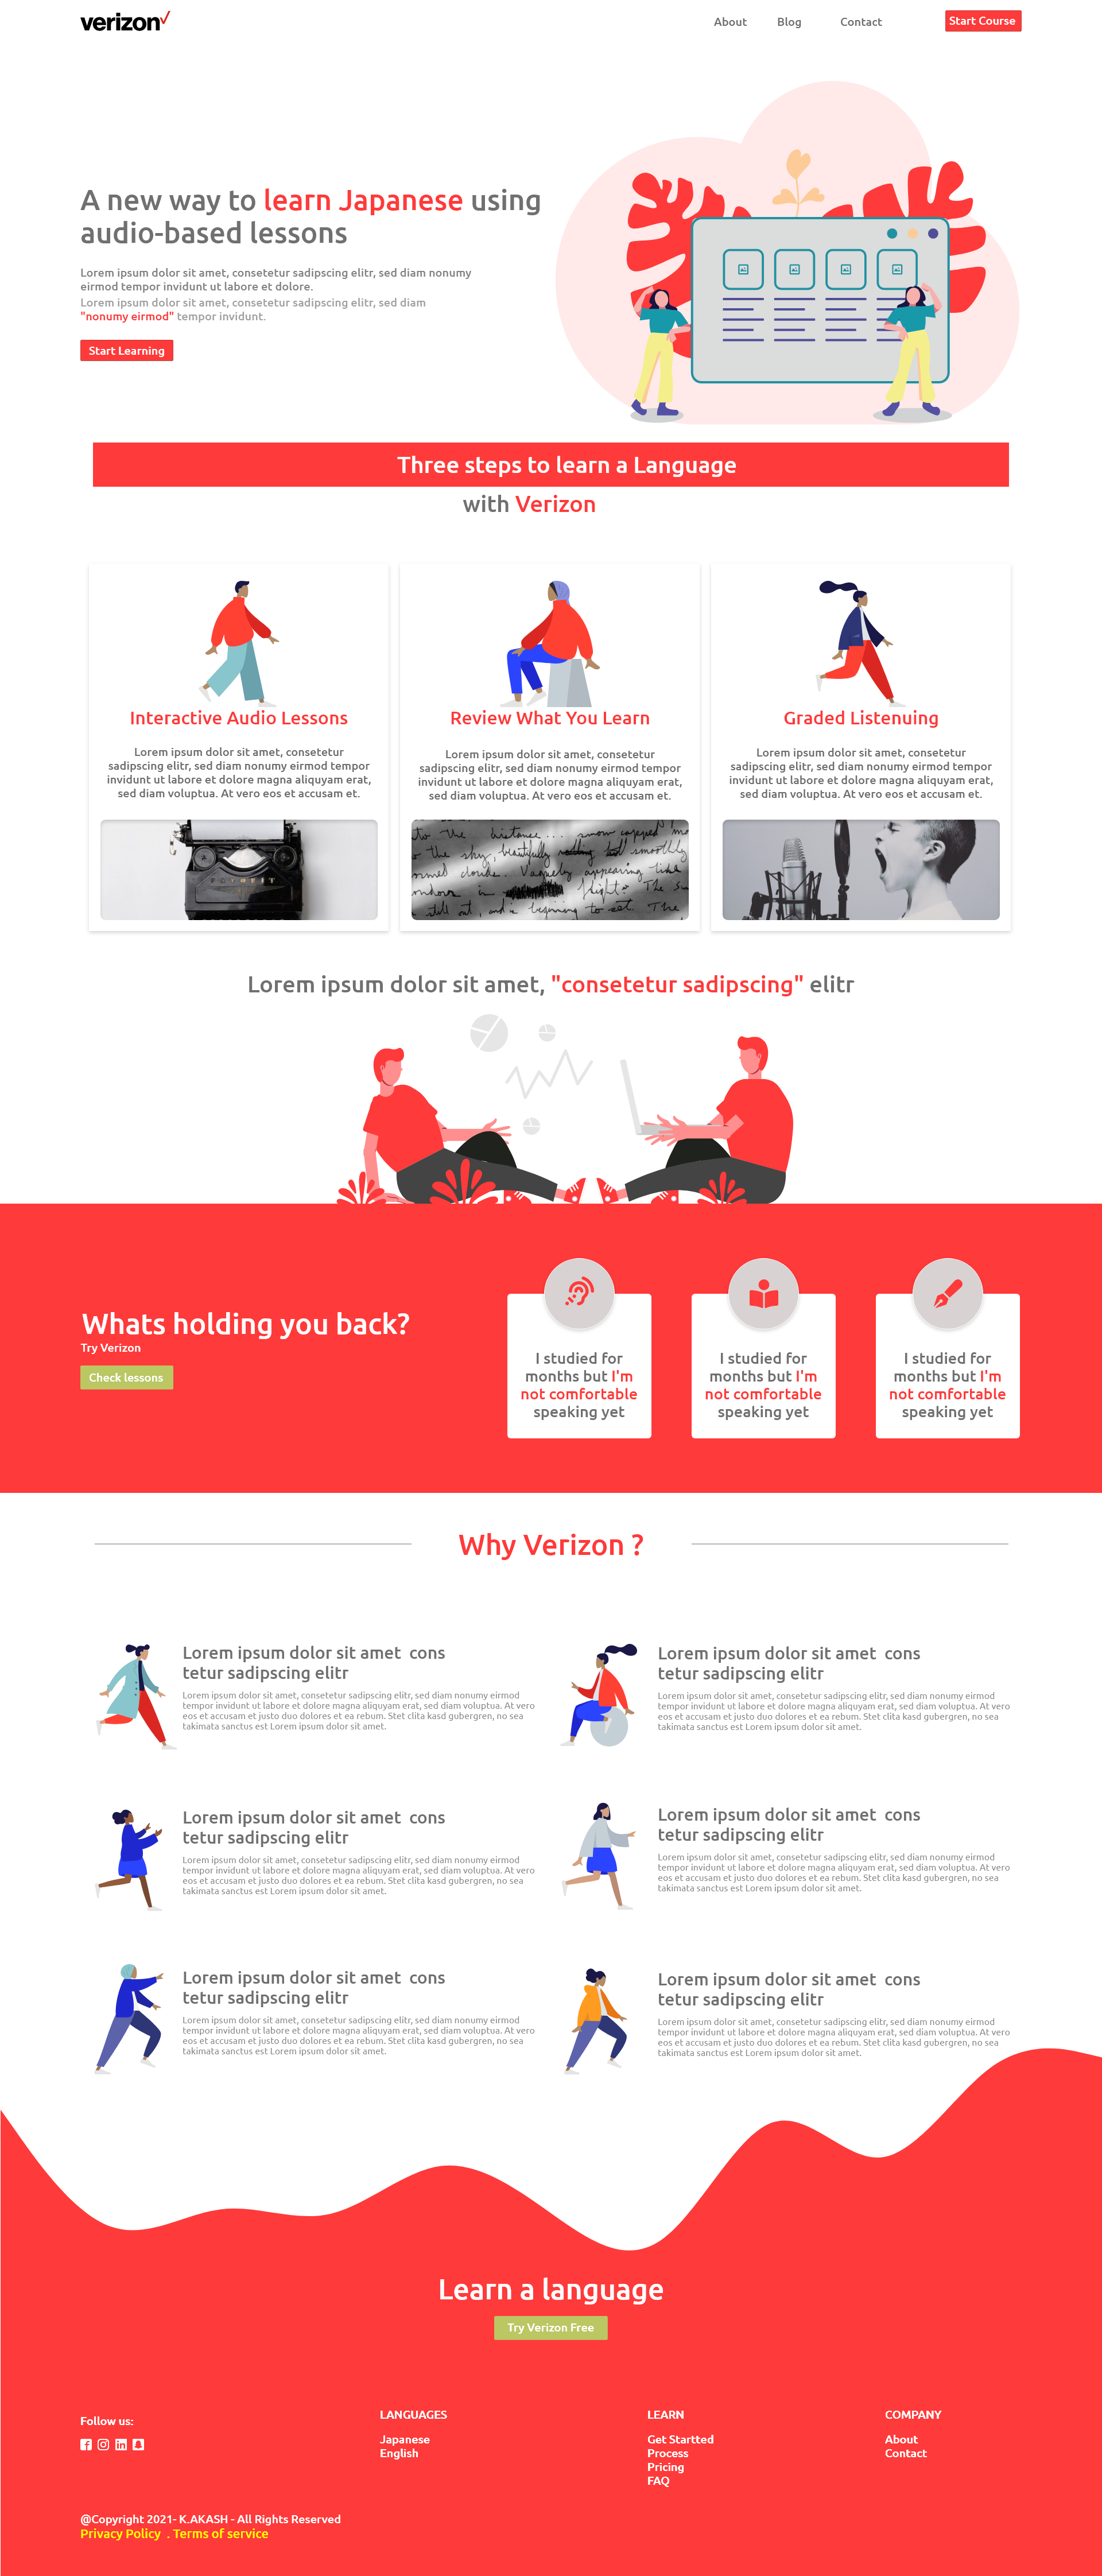 verizon
About Blog Contact Start Course
A new way to learn Japanese using
audio-based lessons
Lorem ipsum dolor sit amet, consetetur sadipscing elitr, sed diam nonumy
eirmod tempor invidunt ut labore et dolore.
Lorem ipsum dolor sit amet, consetetur sadipscing elitr, sed diam
"nonumy eirmod" tempor invidunt.
Start Learning
Three steps to learn a Language
with Verizon
Interactive Audio Lessons
Lorem ipsum dolor sit amet, consetetur
sadipscing elitr, sed diam nonumy eirmod tempor
invidunt ut labore et dolore magna aliquyam erat,
sed diam voluptua. At vero eos et accusam et.
Review What You Learn
Lorem ipsum dolor sit amet, consetetur
sadipscing elitr, sed diam nonumy eirmod tempor
invidunt ut labore et dolore magna aliquyam erat,
sed diam voluptua. At vero eos et accusam et.
to the distance... snow capped
to the sky, beautifully but smoothly
clouds. Vaguely appearing like
light. The
till out, and beginning to set. The
Graded Listenuing
Lorem ipsum dolor sit amet, consetetur
sadipscing elitr, sed diam nonumy eirmod tempor
invidunt ut labore et dolore magna aliquyam erat,
sed diam voluptua. At vero eos et accusam et.
Lorem ipsum dolor sit amet, "consetetur sadipscing" elitr
Whats holding you back?
Try Verizon
Check lessons
I studied for
months but I'm
not comfortable
speaking yet
I studied for
months but I'm
not comfortable
speaking yet
I studied for
months but I'm
not comfortable
speaking yet
Why Verizon ?
Lorem ipsum dolor sit amet cons
tetur sadipscing elitr
Lorem ipsum dolor sit amet, consetetur sadipscing elitr, sed diam nonumy eirmod
tempor invidunt ut labore et dolore magna aliquyam erat, sed diam voluptua. At vero
eos et accusam et justo duo dolores et ea rebum. Stet clita kasd gubergren, no sea
takimata sanctus est Lorem ipsum dolor sit amet.
Lorem ipsum dolor sit amet cons
tetur sadipscing elitr
Lorem ipsum dolor sit amet, consetetur sadipscing elitr, sed diam nonumy eirmod
tempor invidunt ut labore et dolore magna aliquyam erat, sed diam voluptua. At vero
eos et accusam et justo duo dolores et ea rebum. Stet clita kasd gubergren, no sea
takimata sanctus est Lorem ipsum dolor sit amet.
Lorem ipsum dolor sit amet cons
tetur sadipscing elitr
Lorem ipsum dolor sit amet, consetetur sadipscing elitr, sed diam nonumy eirmod
tempor invidunt ut labore et dolore magna aliquyam erat, sed diam voluptua. At vero
eos et accusam et justo duo dolores et ea rebum. Stet clita kasd gubergren, no sea
takimata sanctus est Lorem ipsum dolor sit amet.
Lorem ipsum dolor sit amet cons
tetur sadipscing elitr
Lorem ipsum dolor sit amet, consetetur sadipscing elitr, sed diam nonumy eirmod
tempor invidunt ut labore et dolore magna aliquyam erat, sed diam voluptua. At vero
eos et accusam et justo duo dolores et ea rebum. Stet clita kasd gubergren, no sea
takimata sanctus est Lorem ipsum dolor sit amet.
Lorem ipsum dolor sit amet cons
tetur sadipscing elitr
Lorem ipsum dolor sit amet, consetetur sadipscing elitr, sed diam nonumy eirmod
tempor invidunt ut labore et dolore magna aliquyam erat, sed diam voluptua. At vero
eos et accusam et justo duo dolores et ea rebum. Stet clita kasd gubergren, no sea
takimata sanctus est Lorem ipsum dolor sit amet.
Lorem ipsum dolor sit amet cons
tetur sadipscing elitr
Lorem ipsum dolor sit amet, consetetur sadipscing elitr, sed diam nonumy eirmod
tempor invidunt ut labore et dolore magna aliquyam erat, sed diam voluptua. At vero
eos et accusam et justo duo dolores et ea rebum. Stet clita kasd gubergren, no sea
takimata sanctus est Lorem ipsum dolor sit amet.
Learn a language
Try Verizon Free
Follow us:
LANGUAGES
Japanese
English
LEARN
Get Startted
Process
Pricing
FAQ
COMPANY
About
Contact
@Copyright 2021- K.AKASH - All Rights Reserved
Privacy Policy . Terms of service